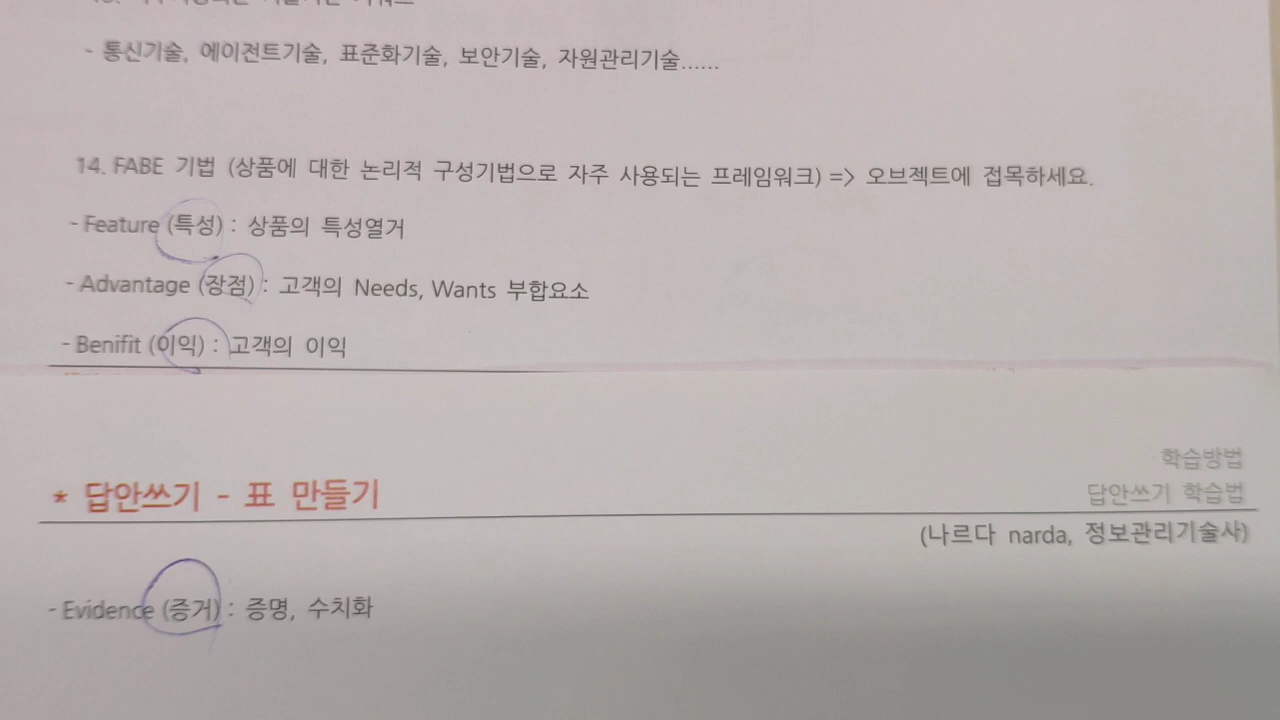 - 통신기술, 에이전트기술, 표준화기술, 보안기술, 자원관리기술......
14. FABE 기법 (상품에 대한 논리적 구성기법으로 자주 사용되는 프레임워크) => 오브젝트에 접목하세요.
- Feature (특성) : 상품의 특성열거
- Advantage (장점) : 고객의 Needs, Wants 부합요소
- Benifit (이익) : 고객의 이익
학습방법
* 답안쓰기 - 표 만들기
답안쓰기 학습법
(나르다 narda, 정보관리기술사)
- Evidence (증거) : 증명, 수치화